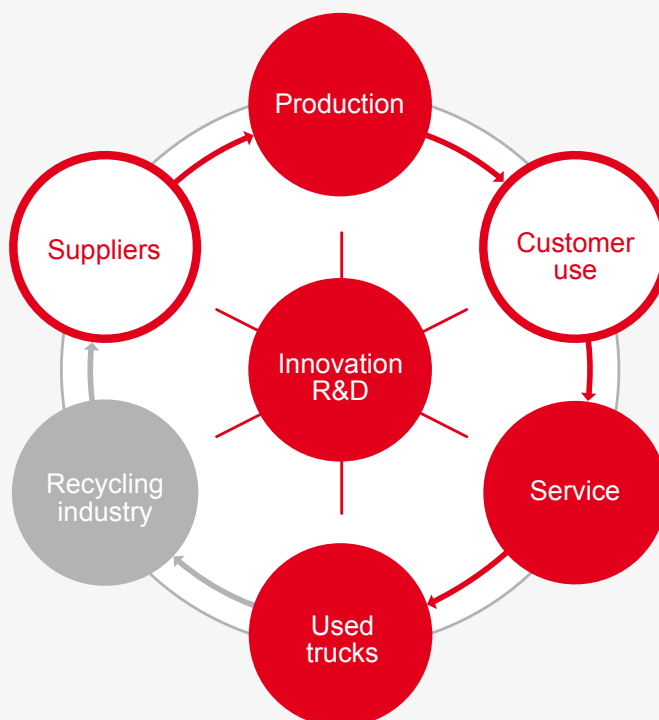 Production
Customer
use
Service
Used
trucks
Recycling
industry
Suppliers
Innovation
R&D